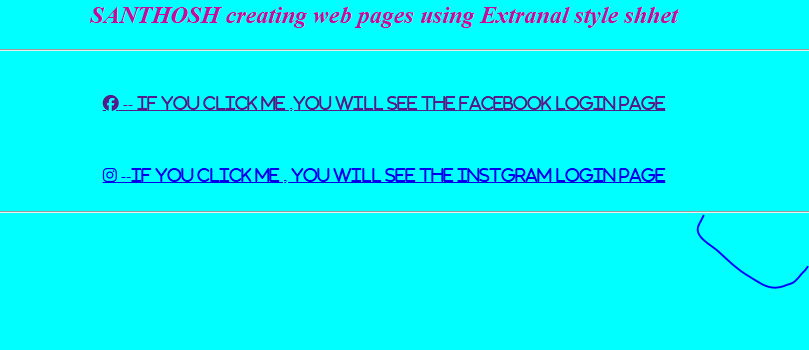 SANTHOSH creating web pages using Extranal style shhet
-- IF YOU CLICK ME ,YOU WILL SEE THE FACEBOOK LOGIN PAGE
--IF YOU CLICK ME , YOU WILL SEE THE INSTGRAM LOGIN PAGE